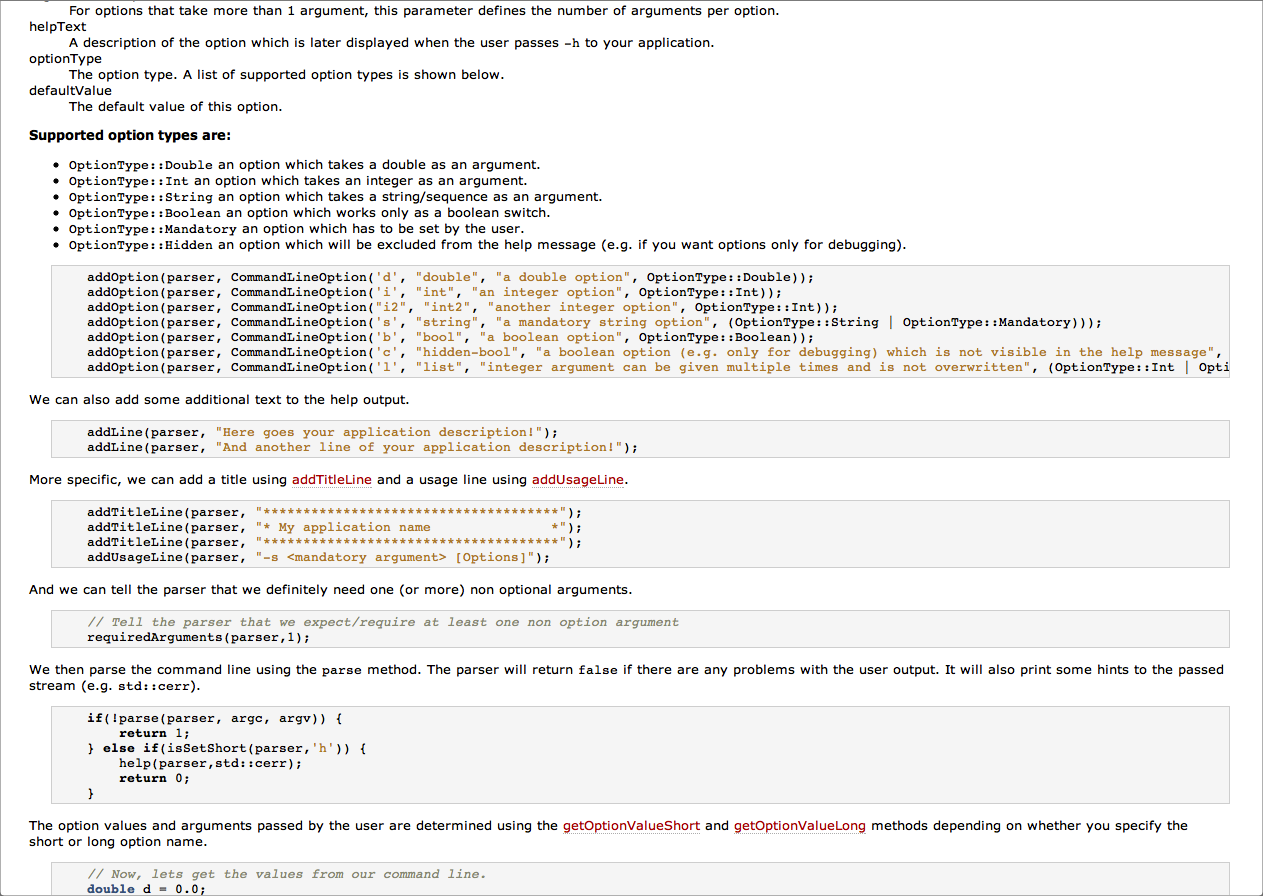 For options that take more than 1 argument, this parameter defines the number of arguments per option.
helpText
A description of the option which is later displayed when the user passes -h to your application.
optionType
The option type. A list of supported option types is shown below.
defaultValue
The default value of this option.
Supported option types are:
• OptionType::Double an option which takes a double as an argument.
• OptionType::Int an option which takes an integer as an argument.
• OptionType::String an option which takes a string/sequence as an argument.
• OptionType::Boolean an option which works only as a boolean switch.
• OptionType::Mandatory an option which has to be set by the user.
• OptionType::Hidden an option which will be excluded from the help message (e.g. if you want options only for debugging).
addOption(parser, CommandLineOption('d', "double", "a double option", OptionType::Double));
addOption(parser, CommandLineOption('i', "int", "an integer option", OptionType::Int));
addOption(parser, CommandLineOption("i2", "int2", "another integer option", OptionType::Int));
addOption(parser, CommandLineOption('s', "string", "a mandatory string option", (OptionType::String | OptionType::Mandatory)));
addOption(parser, CommandLineOption('b', "bool", "a boolean option", OptionType::Boolean));
addOption(parser, CommandLineOption('c', "hidden-bool", "a boolean option (e.g. only for debugging) which is not visible in the help message",
addOption(parser, CommandLineOption('l', "list", "integer argument can be given multiple times and is not overwritten", (OptionType::Int | Opti
We can also add some additional text to the help output.
addLine(parser, "Here goes your application description!");
addLine(parser, "And another line of your application description!");
More specific, we can add a title using addTitleLine and a usage line using addUsageLine.
addTitleLine(parser, "*************************************");
addTitleLine(parser, "* My application name               *");
addTitleLine(parser, "*************************************");
addUsageLine(parser, "-s <mandatory argument> [Options]");
And we can tell the parser that we definitely need one (or more) non optional arguments.
// Tell the parser that we expect/require at least one non option argument
requiredArguments(parser,1);
We then parse the command line using the parse method. The parser will return false if there are any problems with the user output. It will also print some hints to the passed
stream (e.g. std::cerr).
if(!parse(parser, argc, argv)) {
return 1;
} else if(isSetShort(parser,'h')) {
help(parser,std::cerr);
return 0;
}
The option values and arguments passed by the user are determined using the getOptionValueShort and getOptionValueLong methods depending on whether you specify the
short or long option name.
// Now, lets get the values from our command line.
double d = 0.0;